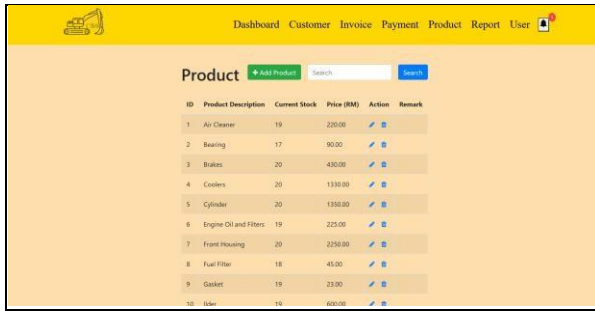 Dashboard Customer Invoice Payment Product Report User
Product + Add Product Search Search
ID Product Description Current Stock Price (RM) Action Remark
1 Air Cleaner 19 220.00
2 Bearing 17 90.00
3 Brakes 20 430.00
4 Coolers 20 1330.00
5 Cylinder 20 1350.00
6 Engine Oil and Filters 19 225.00
7 Front Housing 20 2250.00
8 Fuel Filter 18 45.00
9 Gasket 19 23.00
10 Ilder 19 600.00